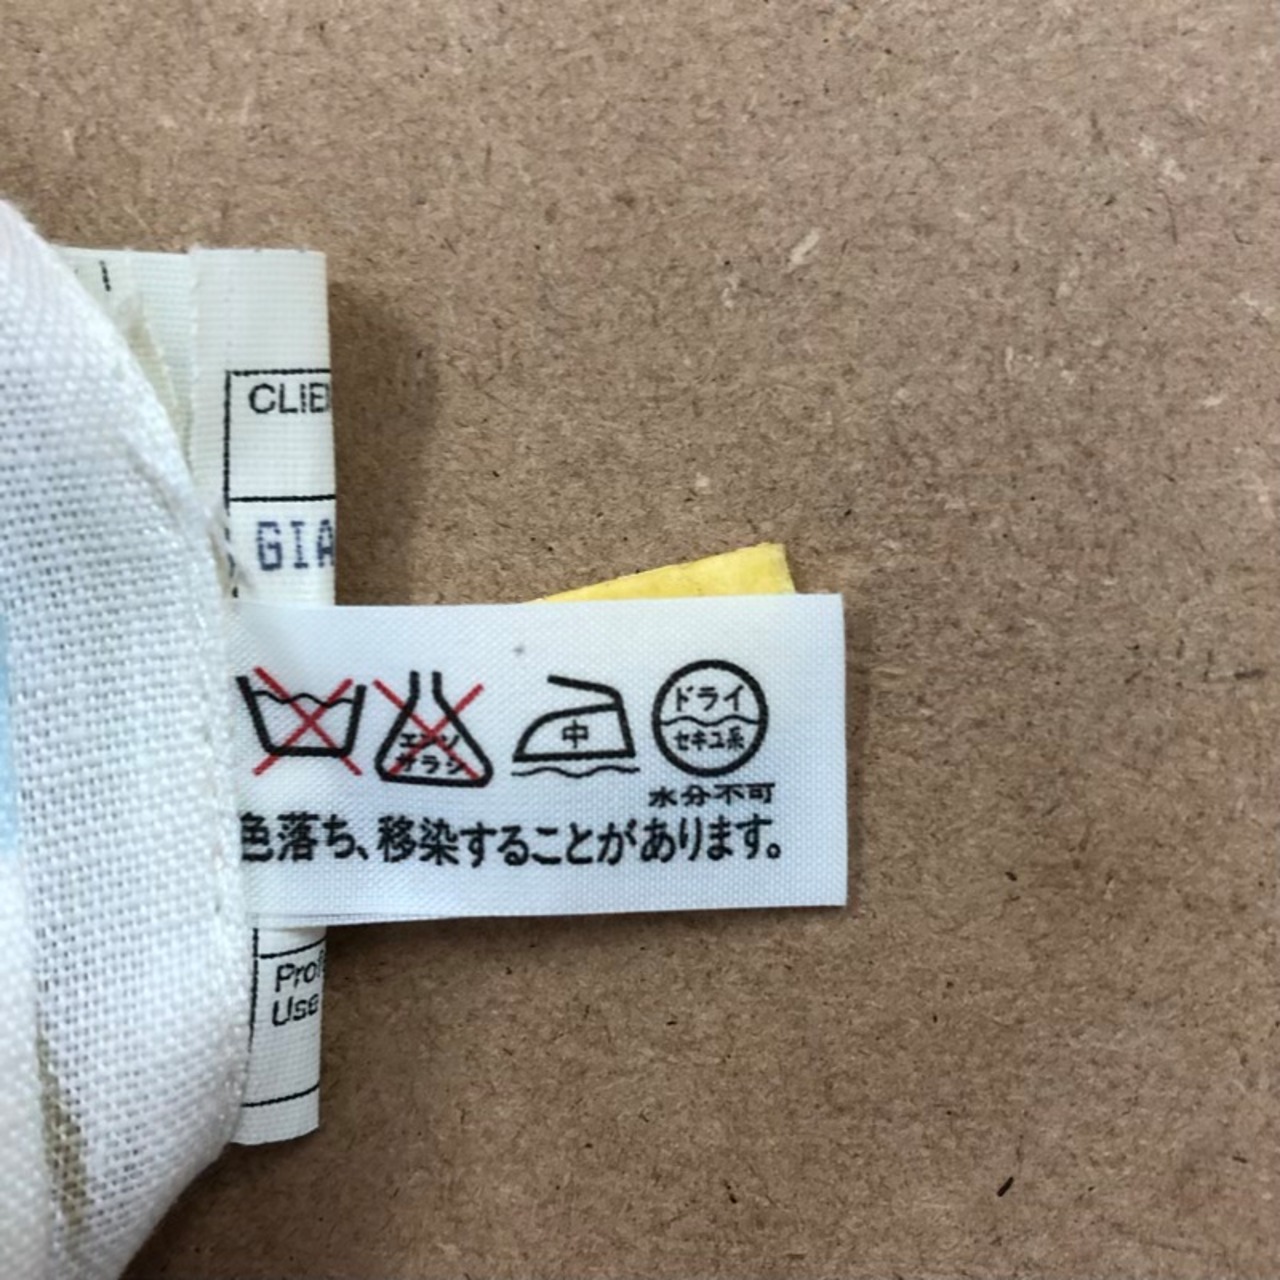 CLIE
GIA
エンソ
サラシ
中
ドライ
セキユ系
水分不可
色落ち、移染することがあります。
Prof
Use